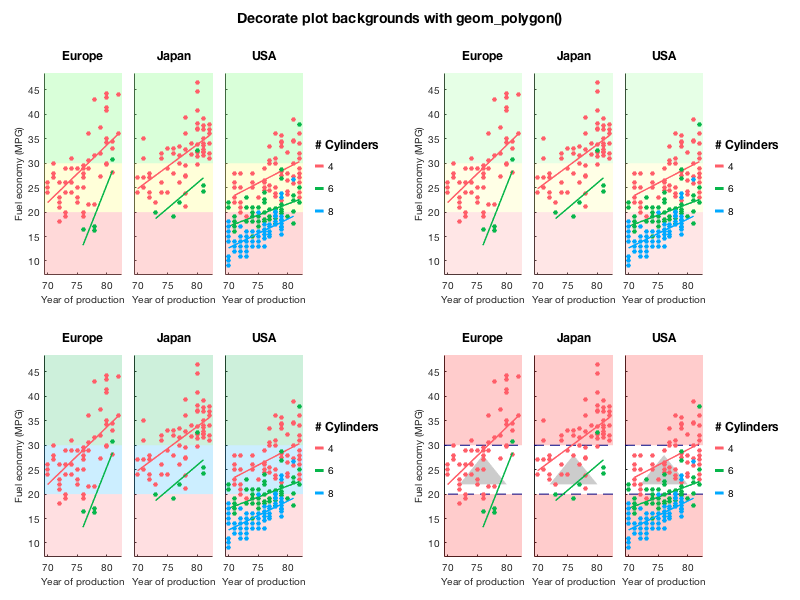 Decorate plot backgrounds with geom_polygon()
Europe Japan USA
Fuel economy (MPG)
45
40
35
30
25
20
15
10
70 75 80 70 75 80 70 75 80
Year of production Year of production Year of production
# Cylinders
4
6
8
Europe Japan USA
Fuel economy (MPG)
45
40
35
30
25
20
15
10
70 75 80 70 75 80 70 75 80
Year of production Year of production Year of production
# Cylinders
4
6
8
Europe Japan USA
Fuel economy (MPG)
45
40
35
30
25
20
15
10
70 75 80 70 75 80 70 75 80
Year of production Year of production Year of production
# Cylinders
4
6
8
Europe Japan USA
Fuel economy (MPG)
45
40
35
30
25
20
15
10
70 75 80 70 75 80 70 75 80
Year of production Year of production Year of production
# Cylinders
4
6
8